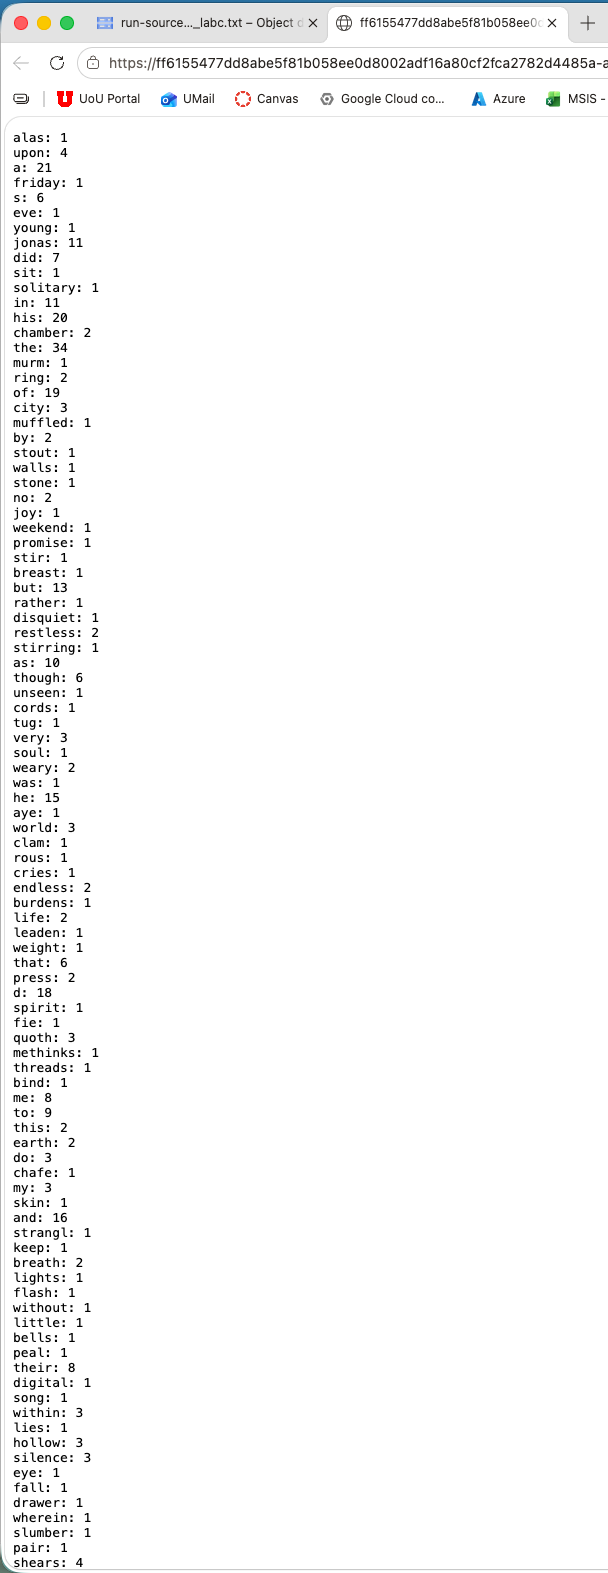 run-source..._labc.txt – Object d
ff6155477dd8abe5f81b058ee0c
https://ff6155477dd8abe5f81b058ee0d8002adf16a80cf2fca2782d4485a-a
UoU Portal
UMail
Canvas
Google Cloud co...
Azure
MSIS -
alas: 1
upon: 4
a: 21
friday: 1
s: 6
eve: 1
young: 1
jonas: 11
did: 7
sit: 1
solitary: 1
in: 11
his: 20
chamber: 2
the: 34
murm: 1
ring: 2
of: 19
city: 3
muffled: 1
by: 2
stout: 1
walls: 1
stone: 1
no: 2
joy: 1
weekend: 1
promise: 1
stir: 1
breast: 1
but: 13
rather: 1
disquiet: 1
restless: 2
stirring: 1
as: 10
though: 6
unseen: 1
cords: 1
tug: 1
very: 3
soul: 1
weary: 2
was: 1
he: 15
aye: 1
world: 3
clam: 1
rous: 1
cries: 1
endless: 2
burdens: 1
life: 2
leaden: 1
weight: 1
that: 6
press: 2
d: 18
spirit: 1
fie: 1
quoth: 3
methinks: 1
threads: 1
bind: 1
me: 8
to: 9
this: 2
earth: 2
do: 3
chafe: 1
my: 3
skin: 1
and: 16
strangl: 1
keep: 1
breath: 2
lights: 1
flash: 1
without: 1
little: 1
bells: 1
peal: 1
their: 8
digital: 1
song: 1
within: 3
lies: 1
hollow: 3
silence: 3
eye: 1
fall: 1
drawer: 1
wherein: 1
slumber: 1
pair: 1
shears: 4